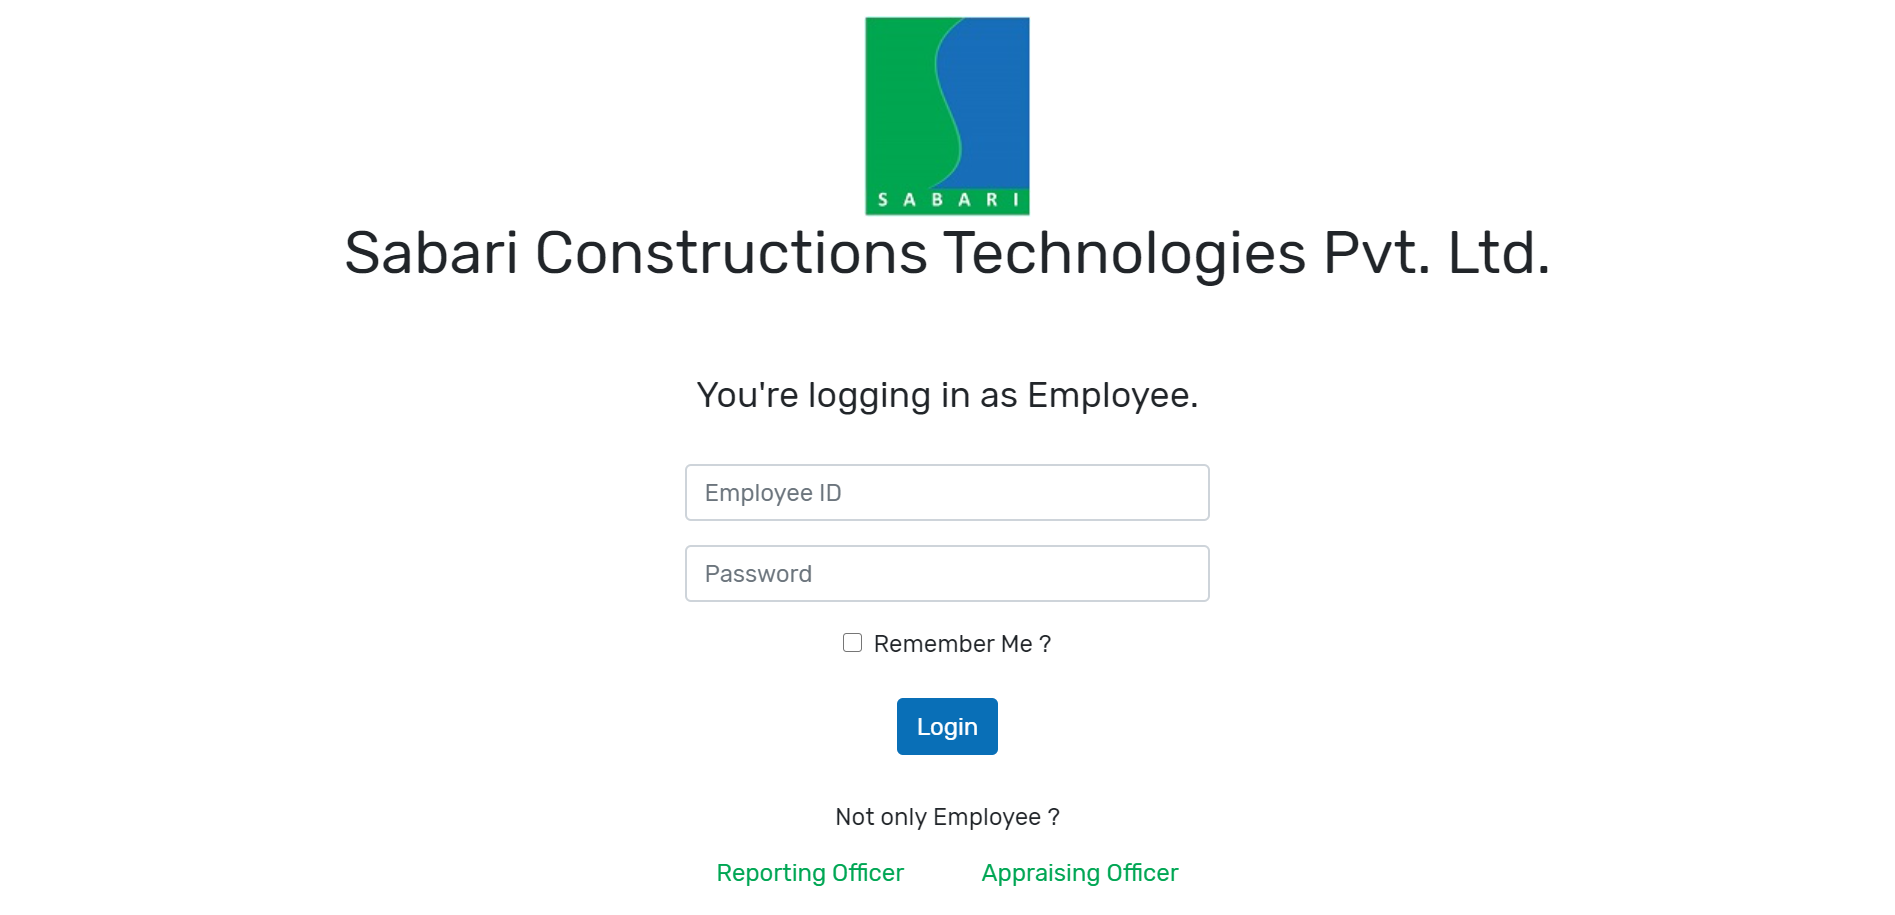 SABARI
Sabari Constructions Technologies Pvt. Ltd.
You're logging in as Employee.
Employee ID
Password
Remember Me ?
Login
Not only Employee ?
Reporting Officer Appraising Officer